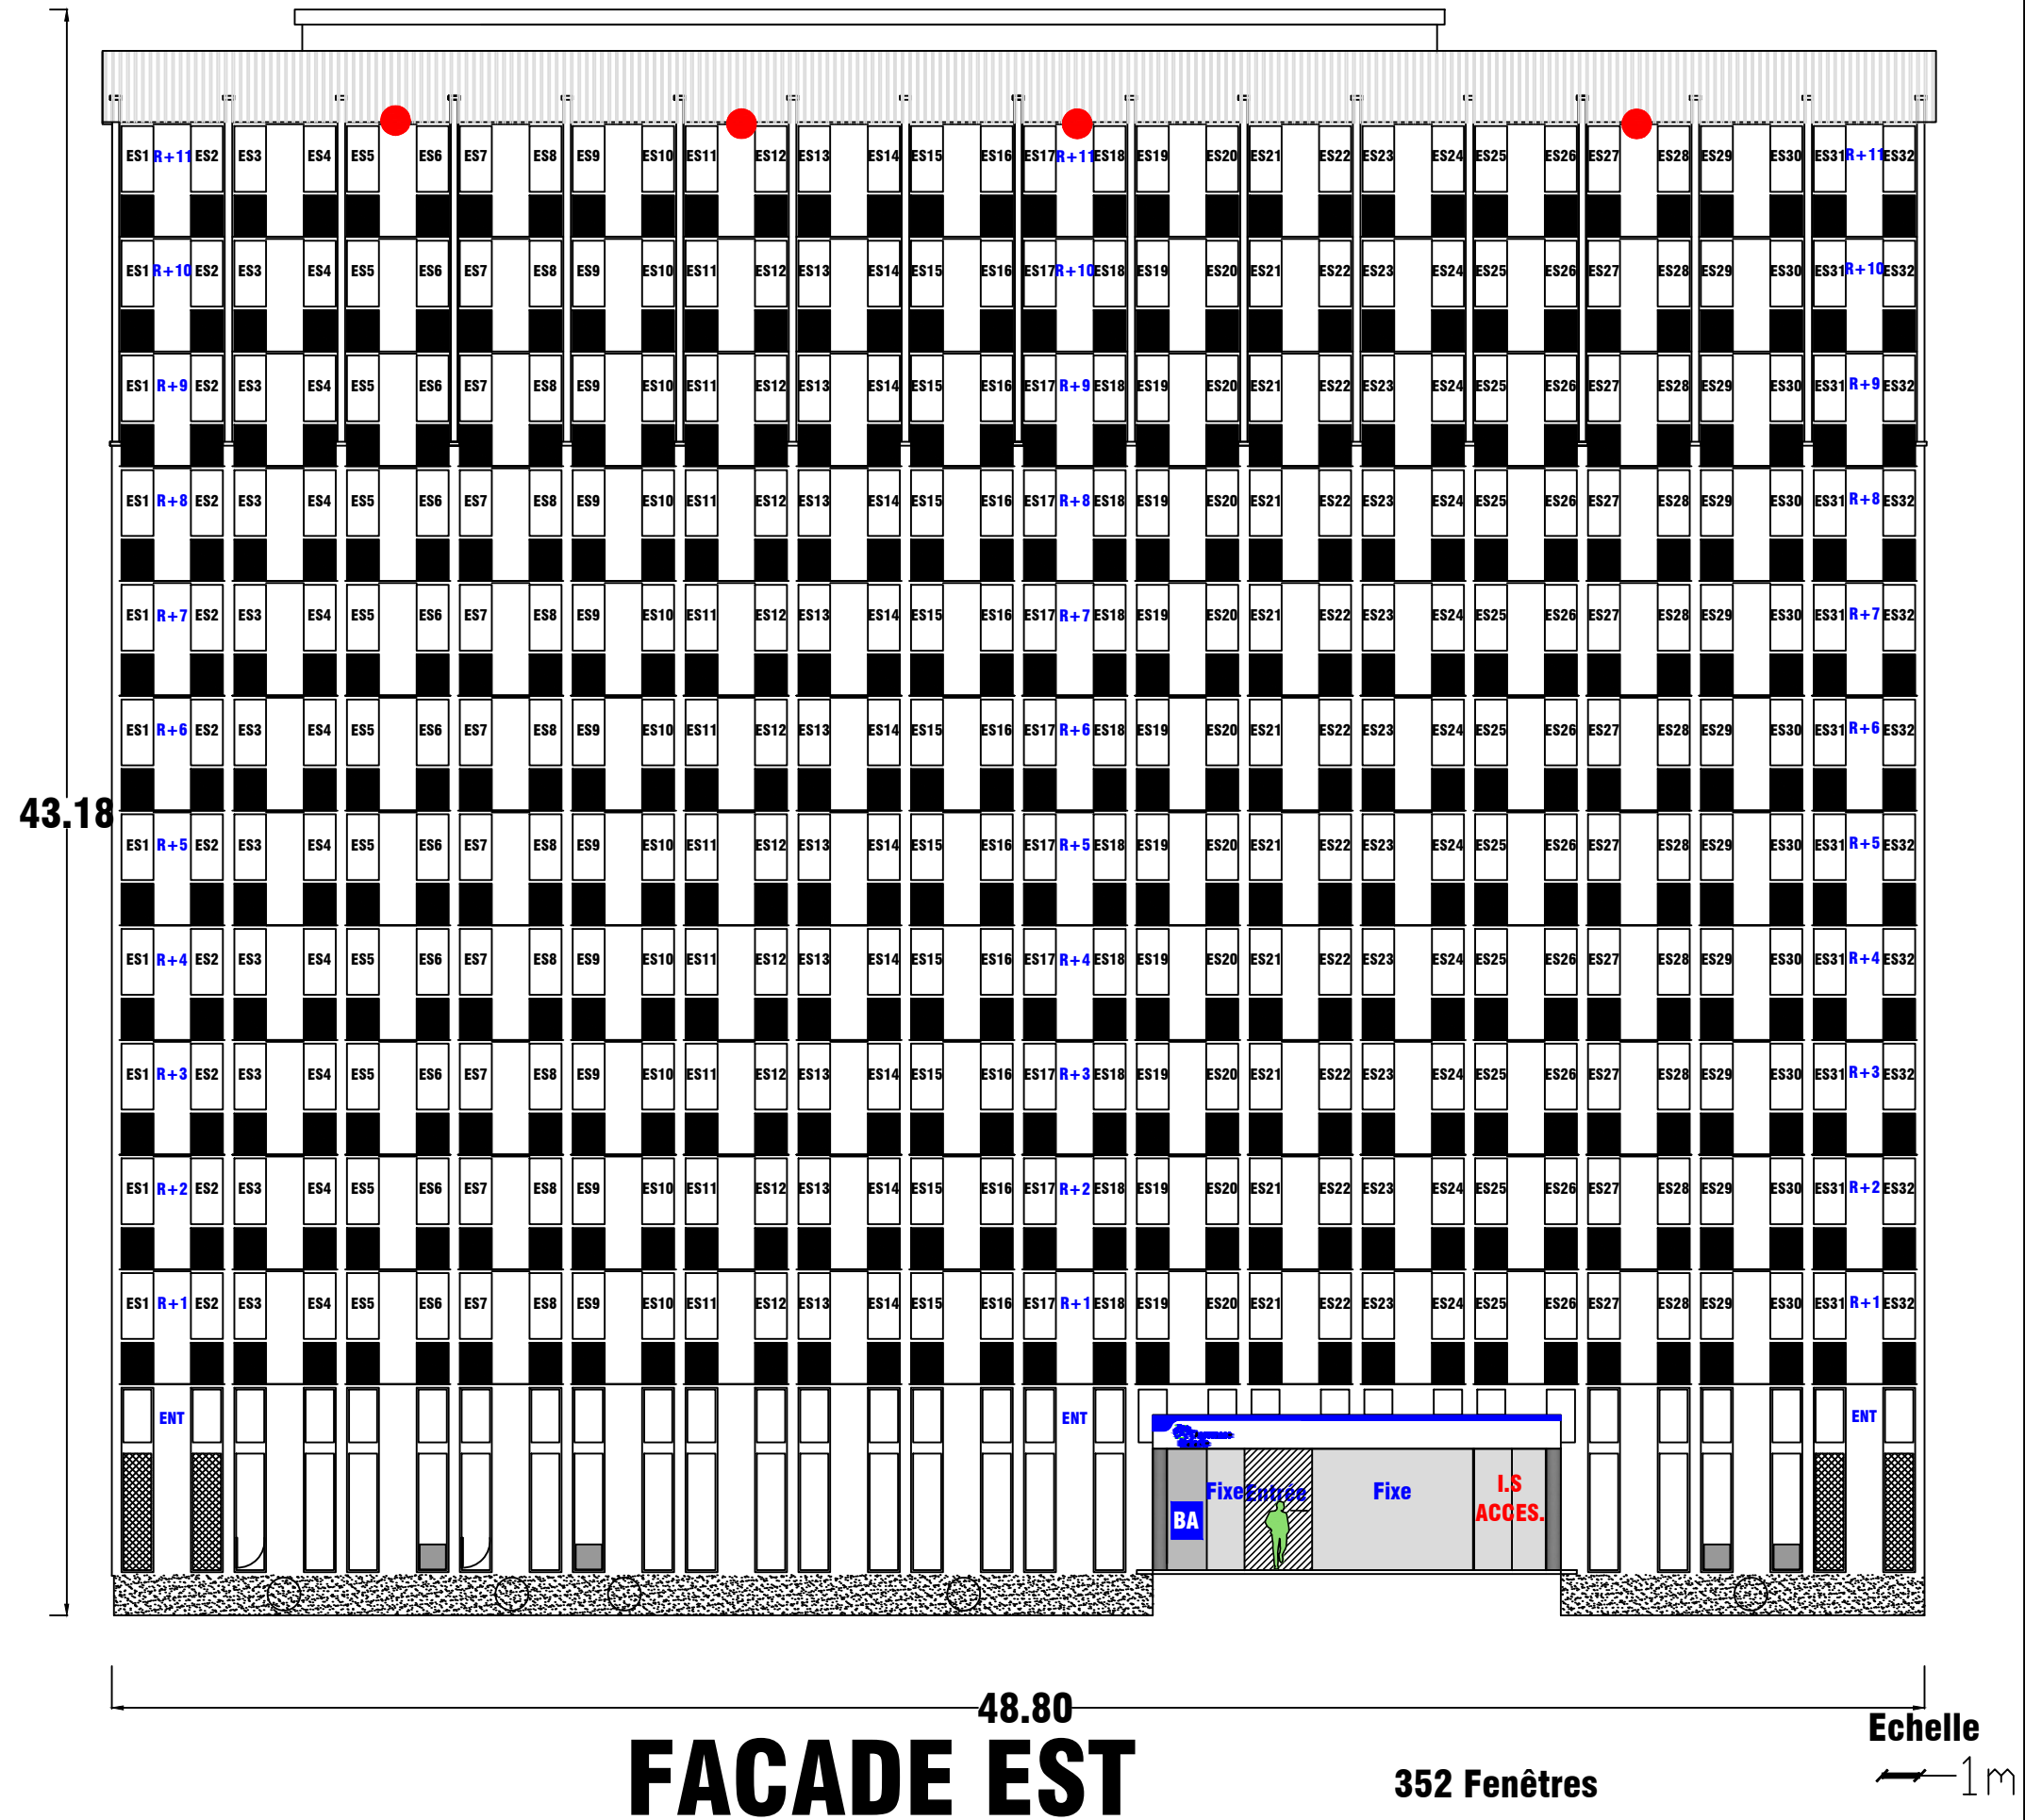 ES1 R+11 ES2 ES3 ES4 ES5 ES6 ES7 ES8 ES9 ES10 ES11 ES12 ES13 ES14 ES15 ES16 ES17 R+11 ES18 ES19 ES20 ES21 ES22 ES23 ES24 ES25 ES26 ES27 ES28 ES29 ES30 ES31 R+11 ES32
ES1 R+10 ES2 ES3 ES4 ES5 ES6 ES7 ES8 ES9 ES10 ES11 ES12 ES13 ES14 ES15 ES16 ES17 R+10 ES18 ES19 ES20 ES21 ES22 ES23 ES24 ES25 ES26 ES27 ES28 ES29 ES30 ES31 R+10 ES32
ES1 R+9 ES2 ES3 ES4 ES5 ES6 ES7 ES8 ES9 ES10 ES11 ES12 ES13 ES14 ES15 ES16 ES17 R+9 ES18 ES19 ES20 ES21 ES22 ES23 ES24 ES25 ES26 ES27 ES28 ES29 ES30 ES31 R+9 ES32
ES1 R+8 ES2 ES3 ES4 ES5 ES6 ES7 ES8 ES9 ES10 ES11 ES12 ES13 ES14 ES15 ES16 ES17 R+8 ES18 ES19 ES20 ES21 ES22 ES23 ES24 ES25 ES26 ES27 ES28 ES29 ES30 ES31 R+8 ES32
ES1 R+7 ES2 ES3 ES4 ES5 ES6 ES7 ES8 ES9 ES10 ES11 ES12 ES13 ES14 ES15 ES16 ES17 R+7 ES18 ES19 ES20 ES21 ES22 ES23 ES24 ES25 ES26 ES27 ES28 ES29 ES30 ES31 R+7 ES32
ES1 R+6 ES2 ES3 ES4 ES5 ES6 ES7 ES8 ES9 ES10 ES11 ES12 ES13 ES14 ES15 ES16 ES17 R+6 ES18 ES19 ES20 ES21 ES22 ES23 ES24 ES25 ES26 ES27 ES28 ES29 ES30 ES31 R+6 ES32
43.18
ES1 R+5 ES2 ES3 ES4 ES5 ES6 ES7 ES8 ES9 ES10 ES11 ES12 ES13 ES14 ES15 ES16 ES17 R+5 ES18 ES19 ES20 ES21 ES22 ES23 ES24 ES25 ES26 ES27 ES28 ES29 ES30 ES31 R+5 ES32
ES1 R+4 ES2 ES3 ES4 ES5 ES6 ES7 ES8 ES9 ES10 ES11 ES12 ES13 ES14 ES15 ES16 ES17 R+4 ES18 ES19 ES20 ES21 ES22 ES23 ES24 ES25 ES26 ES27 ES28 ES29 ES30 ES31 R+4 ES32
ES1 R+3 ES2 ES3 ES4 ES5 ES6 ES7 ES8 ES9 ES10 ES11 ES12 ES13 ES14 ES15 ES16 ES17 R+3 ES18 ES19 ES20 ES21 ES22 ES23 ES24 ES25 ES26 ES27 ES28 ES29 ES30 ES31 R+3 ES32
ES1 R+2 ES2 ES3 ES4 ES5 ES6 ES7 ES8 ES9 ES10 ES11 ES12 ES13 ES14 ES15 ES16 ES17 R+2 ES18 ES19 ES20 ES21 ES22 ES23 ES24 ES25 ES26 ES27 ES28 ES29 ES30 ES31 R+2 ES32
ES1 R+1 ES2 ES3 ES4 ES5 ES6 ES7 ES8 ES9 ES10 ES11 ES12 ES13 ES14 ES15 ES16 ES17 R+1 ES18 ES19 ES20 ES21 ES22 ES23 ES24 ES25 ES26 ES27 ES28 ES29 ES30 ES31 R+1 ES32
ENT ENT ENT
Fixe Entrée Fixe I.S
BA ACCES.
48.80
Echelle
FACADE EST
352 Fenêtres
1m